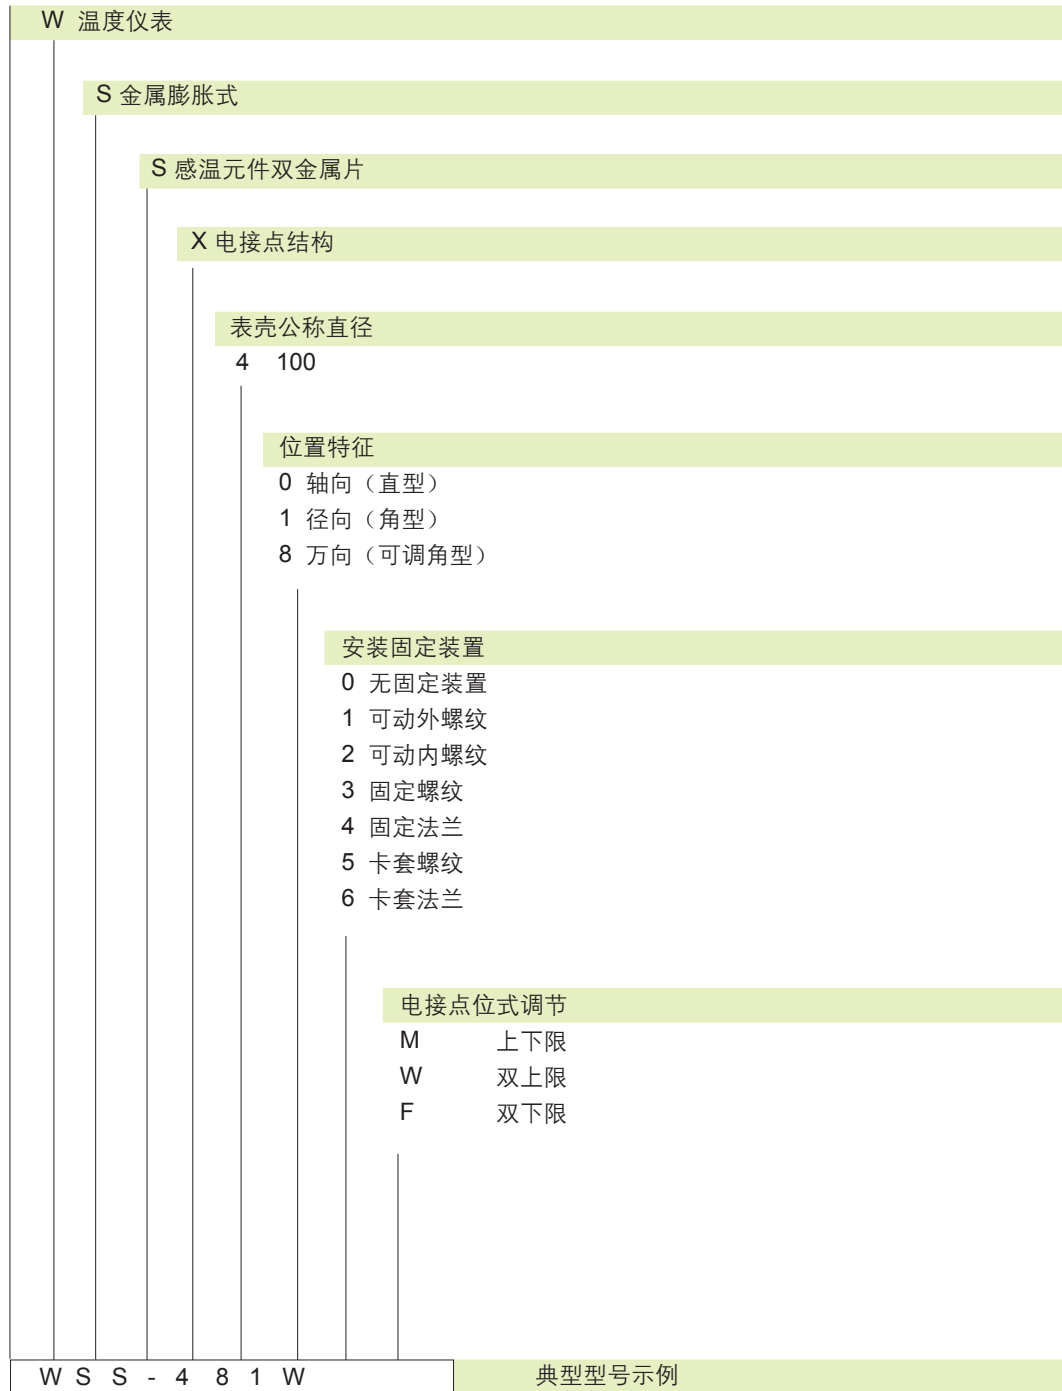 W 温度仪表
S 金属膨胀式
S 感温元件双金属片
X 电接点结构
表壳公称直径
4 100
位置特征
0 轴向（直型）
1 径向（角型）
8 万向（可调角型）
安装固定装置
0 无固定装置
1 可动外螺纹
2 可动内螺纹
3 固定螺纹
4 固定法兰
5 卡套螺纹
6 卡套法兰
电接点位式调节
M 上下限
W 双上限
F 双下限
W S S - 4 8 1 W 典型型号示例